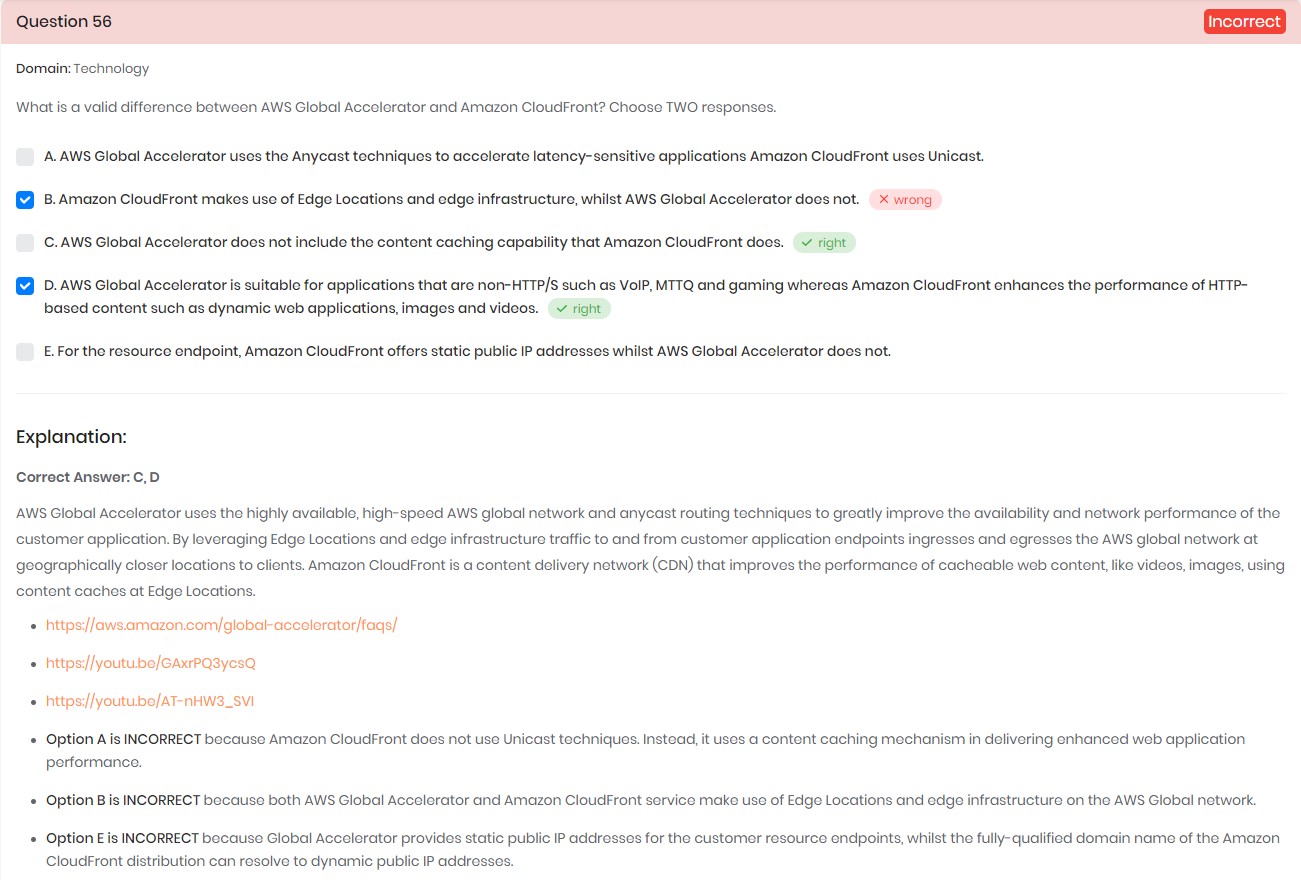 Question 56
Incorrect
Domain: Technology
What is a valid difference between AWS Global Accelerator and Amazon CloudFront? Choose TWO responses.
A. AWS Global Accelerator uses the Anycast techniques to accelerate latency-sensitive applications Amazon CloudFront uses Unicast.
B. Amazon CloudFront makes use of Edge Locations and edge infrastructure, whilst AWS Global Accelerator does not. wrong
C. AWS Global Accelerator does not include the content caching capability that Amazon CloudFront does. right
D. AWS Global Accelerator is suitable for applications that are non-HTTP/S such as VoIP, MTTQ and gaming whereas Amazon CloudFront enhances the performance of HTTP-
based content such as dynamic web applications, images and videos. right
E. For the resource endpoint, Amazon CloudFront offers static public IP addresses whilst AWS Global Accelerator does not.
Explanation:
Correct Answer: C, D
AWS Global Accelerator uses the highly available, high-speed AWS global network and anycast routing techniques to greatly improve the availability and network performance of the
customer application. By leveraging Edge Locations and edge infrastructure traffic to and from customer application endpoints ingresses and egresses the AWS global network at
geographically closer locations to clients. Amazon CloudFront is a content delivery network (CDN) that improves the performance of cacheable web content, like videos, images, using
content caches at Edge Locations.
https://aws.amazon.com/global-accelerator/faqs/
https://youtu.be/GAxrPQ3ycsQ
https://youtu.be/AT-nHW3_SVI
Option A is INCORRECT because Amazon CloudFront does not use Unicast techniques. Instead, it uses a content caching mechanism in delivering enhanced web application
performance.
Option B is INCORRECT because both AWS Global Accelerator and Amazon CloudFront service make use of Edge Locations and edge infrastructure on the AWS Global network.
Option E is INCORRECT because Global Accelerator provides static public IP addresses for the customer resource endpoints, whilst the fully-qualified domain name of the Amazon
CloudFront distribution can resolve to dynamic public IP addresses.